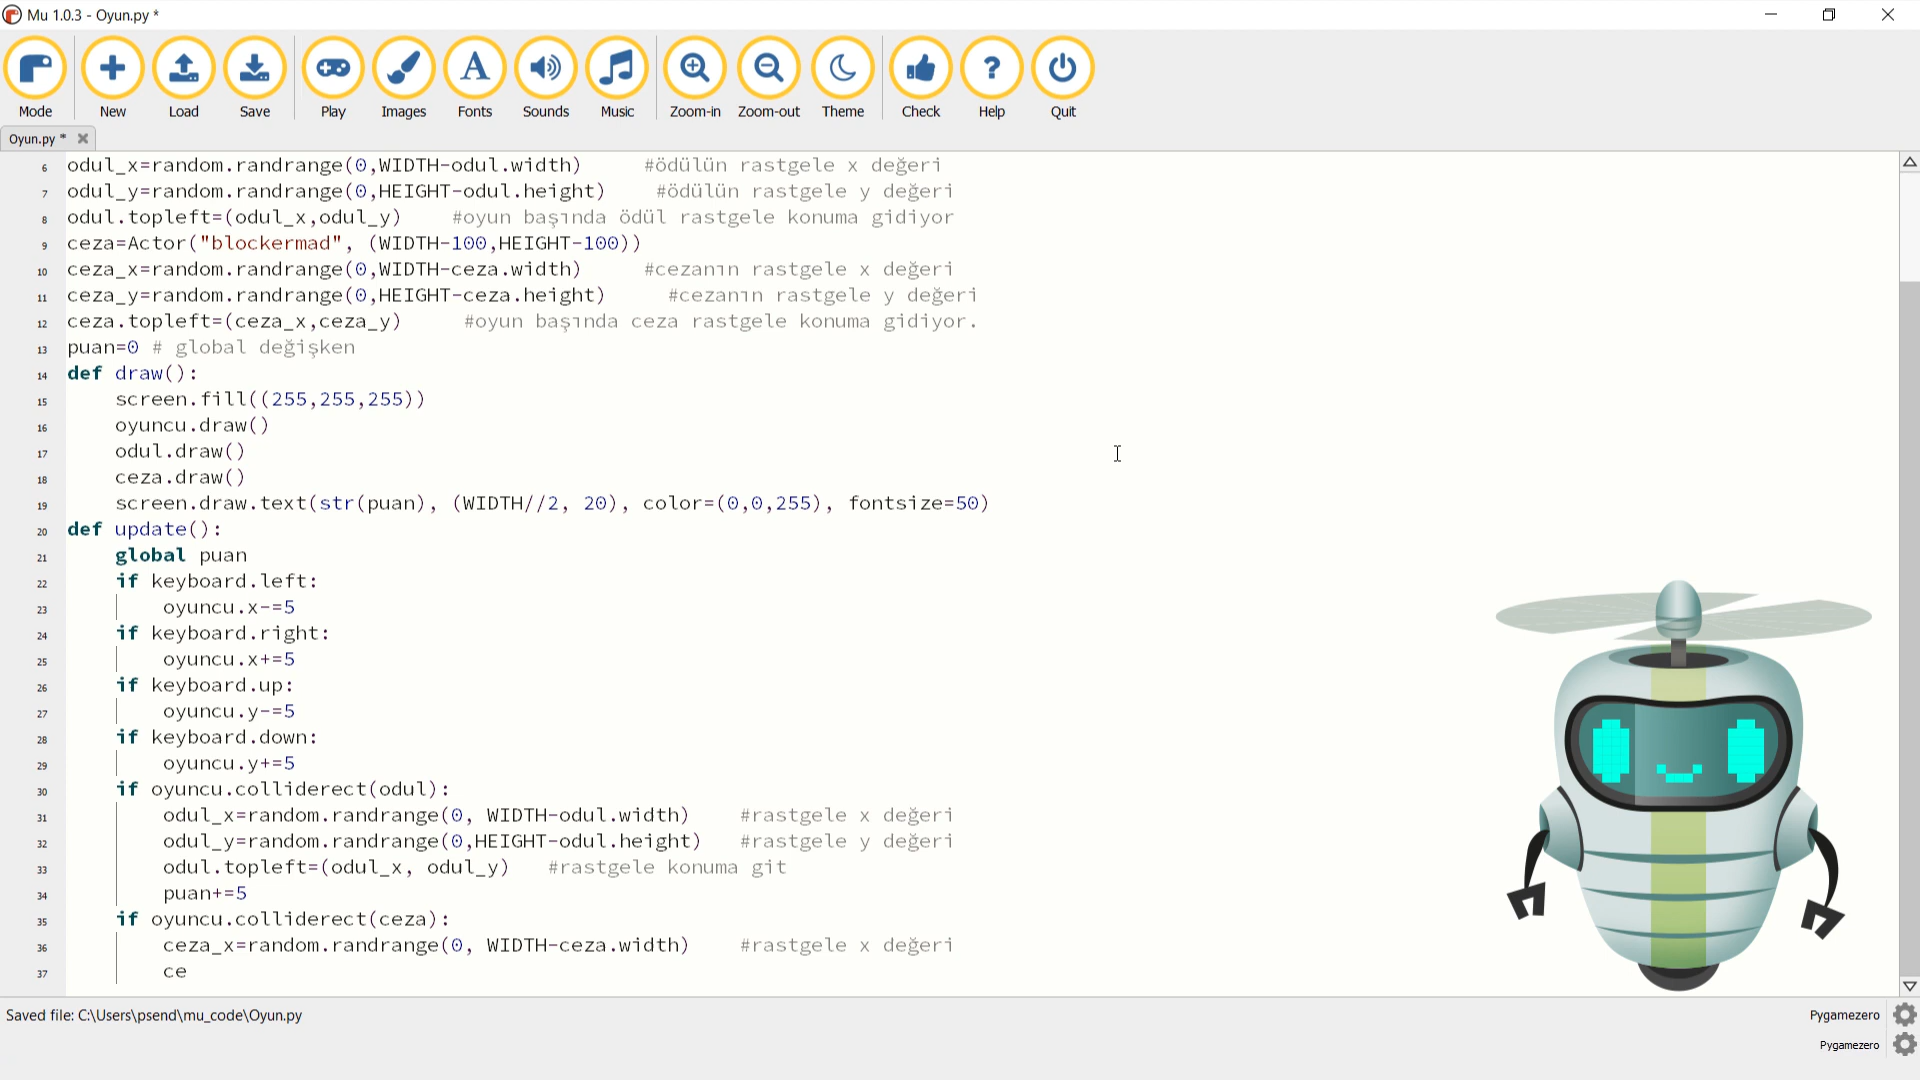 Mu 1.0.3 - Oyun.py *
Mode New Load Save Play Images Fonts Sounds Music Zoom-in Zoom-out Theme Check Help Quit
Oyun.py *
6 odul_x=random.randrange(0,WIDTH-odul.width) #ödülün rastgele x değeri
7 odul_y=random.randrange(0,HEIGHT-odul.height) #ödülün rastgele y değeri
8 odul.topleft=(odul_x,odul_y) #oyun başında ödül rastgele konuma gidiyor
9 ceza=Actor("blockermad", (WIDTH-100,HEIGHT-100))
10 ceza_x=random.randrange(0,WIDTH-ceza.width) #cezanın rastgele x değeri
11 ceza_y=random.randrange(0,HEIGHT-ceza.height) #cezanın rastgele y değeri
12 ceza.topleft=(ceza_x,ceza_y) #oyun başında ceza rastgele konuma gidiyor.
13 puan=0 # global değişken
14 def draw():
15 screen.fill((255,255,255))
16 oyuncu.draw()
17 odul.draw()
18 ceza.draw()
19 screen.draw.text(str(puan), (WIDTH//2, 20), color=(0,0,255), fontsize=50)
20 def update():
21 global puan
22 if keyboard.left:
23 oyuncu.x-=5
24 if keyboard.right:
25 oyuncu.x+=5
26 if keyboard.up:
27 oyuncu.y-=5
28 if keyboard.down:
29 oyuncu.y+=5
30 if oyuncu.colliderect(odul):
31 odul_x=random.randrange(0, WIDTH-odul.width) #rastgele x değeri
32 odul_y=random.randrange(0,HEIGHT-odul.height) #rastgele y değeri
33 odul.topleft=(odul_x, odul_y) #rastgele konuma git
34 puan+=5
35 if oyuncu.colliderect(ceza):
36 ceza_x=random.randrange(0, WIDTH-ceza.width) #rastgele x değeri
37 ce
Saved file: C:\Users\psend\mu_code\Oyun.py
Pygamezero
Pygamezero